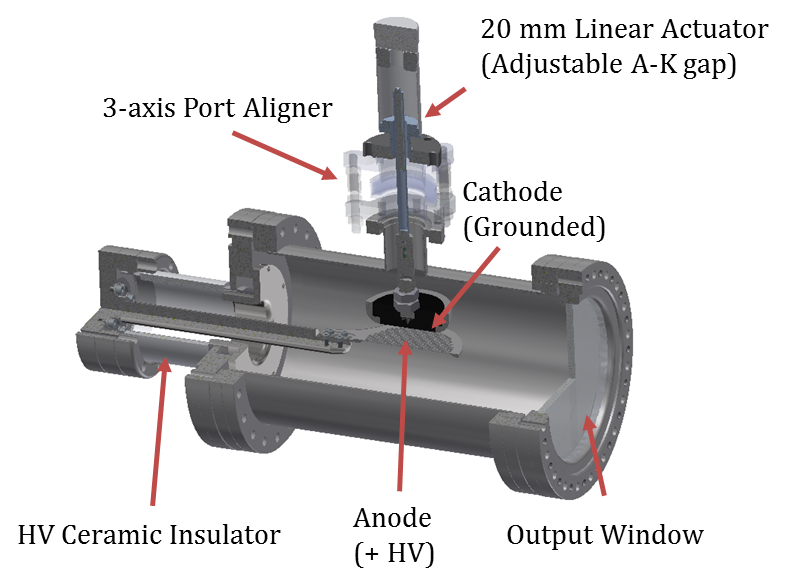 20 mm Linear Actuator
(Adjustable A-K gap)
3-axis Port Aligner
Cathode
(Grounded)
HV Ceramic Insulator
Anode
(+ HV)
Output Window